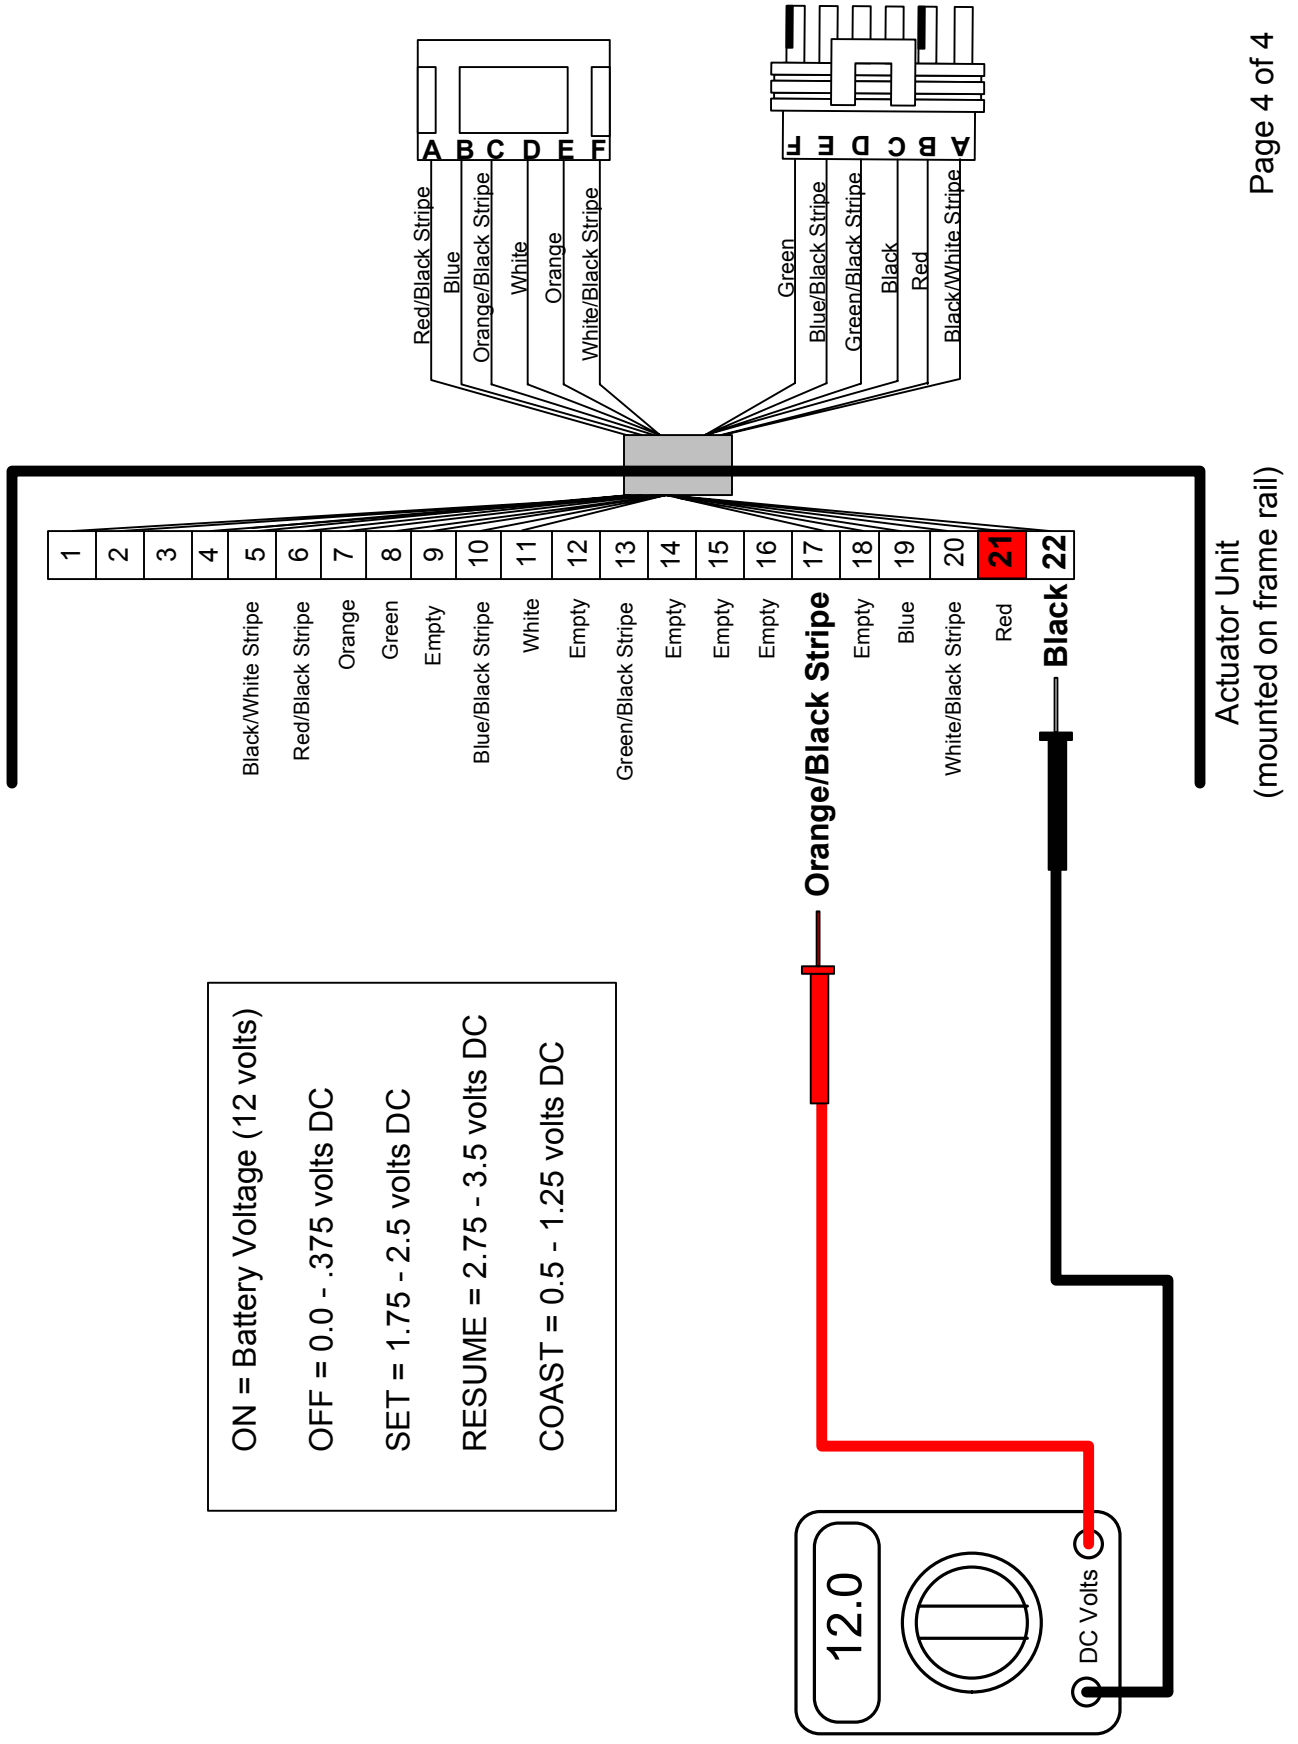 ON = Battery Voltage (12 volts)
OFF = 0.0 - .375 volts DC
SET = 1.75 - 2.5 volts DC
RESUME = 2.75 - 3.5 volts DC
COAST = 0.5 - 1.25 volts DC
12.0
DC Volts
A
B
C
D
E
F
Red/Black Stripe
Blue
Orange/Black Stripe
White
Orange
White/Black Stripe
F
E
D
C
B
A
Green
Blue/Black Stripe
Green/Black Stripe
Black
Red
Black/White Stripe
1
2
3
4
Black/White Stripe 5
Red/Black Stripe 6
Orange 7
Green 8
Empty 9
Blue/Black Stripe 10
White 11
Empty 12
Green/Black Stripe 13
Empty 14
Empty 15
Empty 16
Orange/Black Stripe 17
Empty 18
Blue 19
White/Black Stripe 20
Red 21
Black 22
Actuator Unit
(mounted on frame rail)
Page 4 of 4